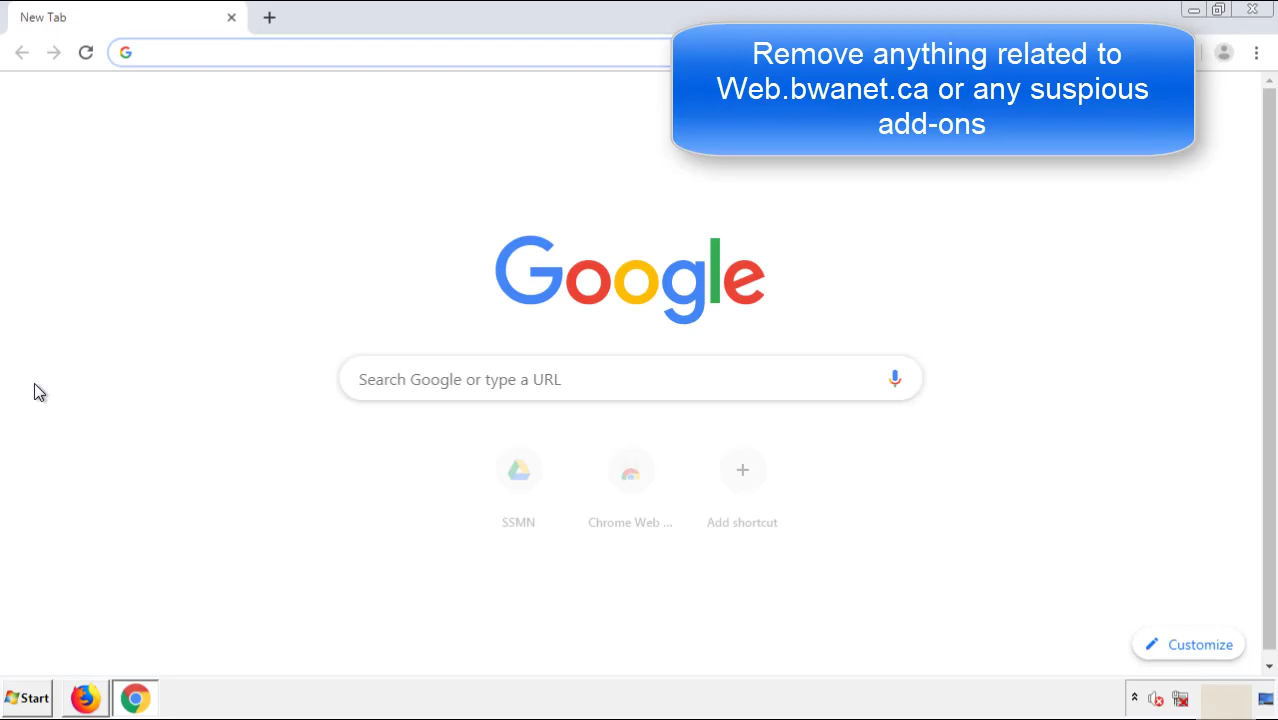 New Tab
Remove anything related to
Web.bwanet.ca or any suspious
add-ons
Google
Search Google or type a URL
SSMN
Chrome Web ...
Add shortcut
Customize
Start